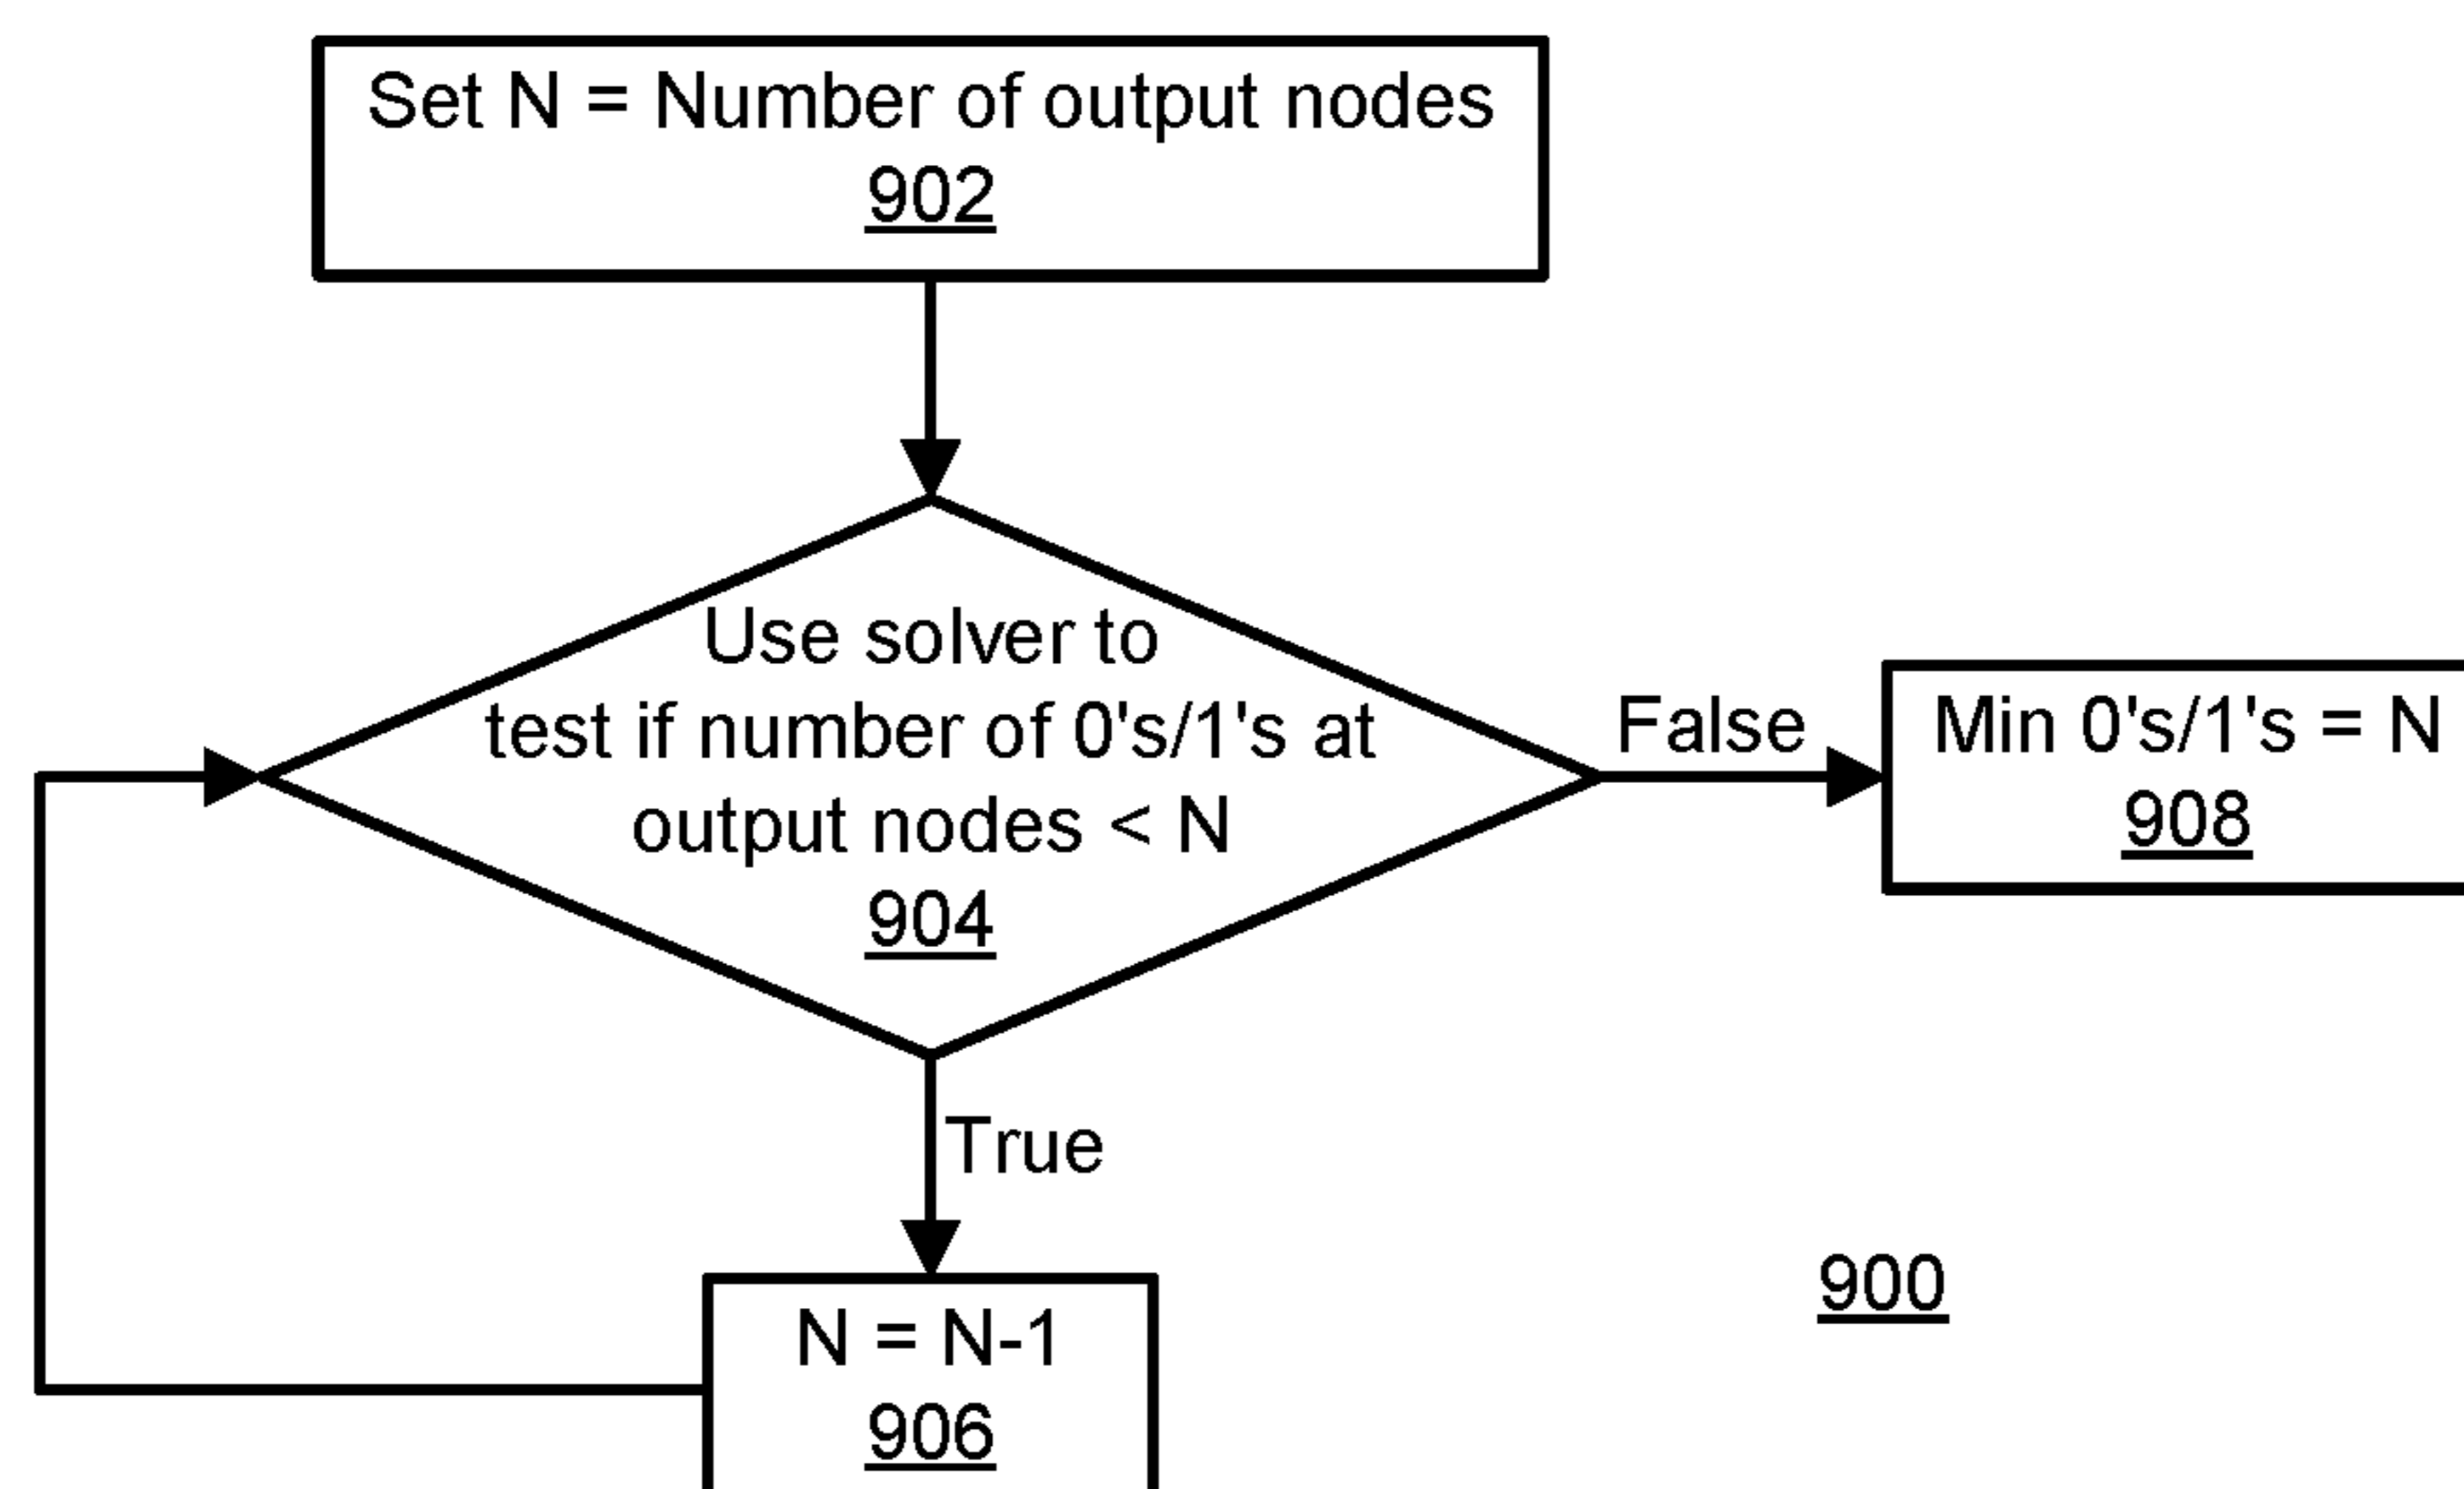 Set N = Number of output nodes
902
Use solver to
test if number of 0's/1's at
output nodes < N
904
False
Min 0's/1's = N
908
True
N = N-1
906
900